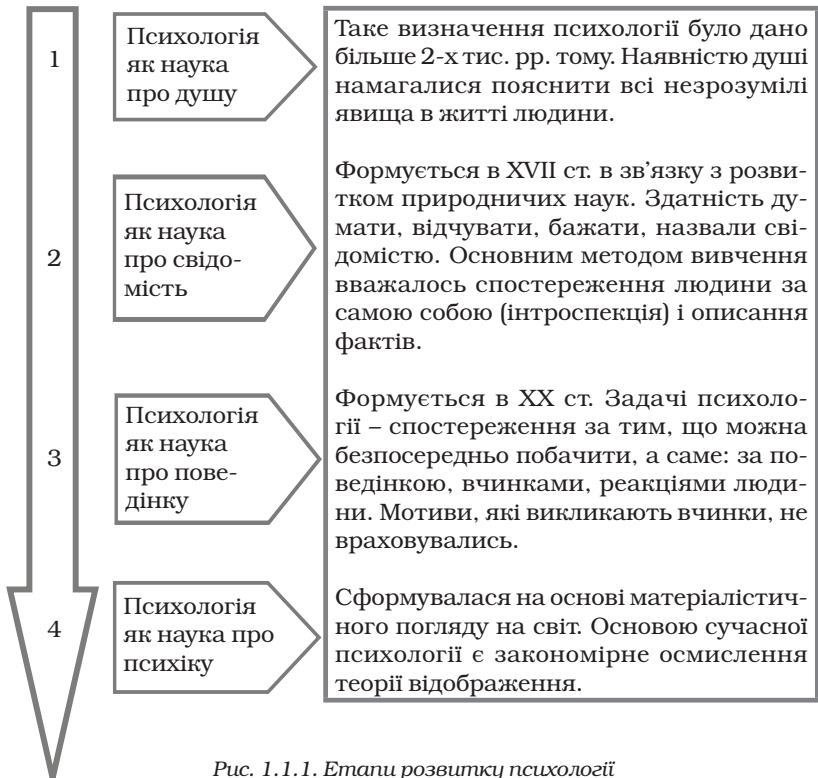 1
Психологія
як наука
про душу
Таке визначення психології було дано
більше 2-х тис. рр. тому. Наявністю душі
намагалися пояснити всі незрозумілі
явища в житті людини.
2
Психологія
як наука
про свідо-
мість
Формується в XVII ст. в зв’язку з розви-
тком природничих наук. Здатність ду-
мати, відчувати, бажати, назвали сві-
домістю. Основним методом вивчення
вважалось спостереження людини за
самою собою (інтроспекція) і описання
фактів.
3
Психологія
як наука
про пове-
дінку
Формується в XX ст. Задачі психоло-
гії – спостереження за тим, що можна
безпосередньо побачити, а саме: за по-
ведінкою, вчинками, реакціями люди-
ни. Мотиви, які викликають вчинки, не
враховувались.
4
Психологія
як наука про
психіку
Сформувалася на основі матеріалістич-
ного погляду на світ. Основою сучасної
психології є закономірне осмислення
теорії відображення.
Рис. 1.1.1. Етапи розвитку психології